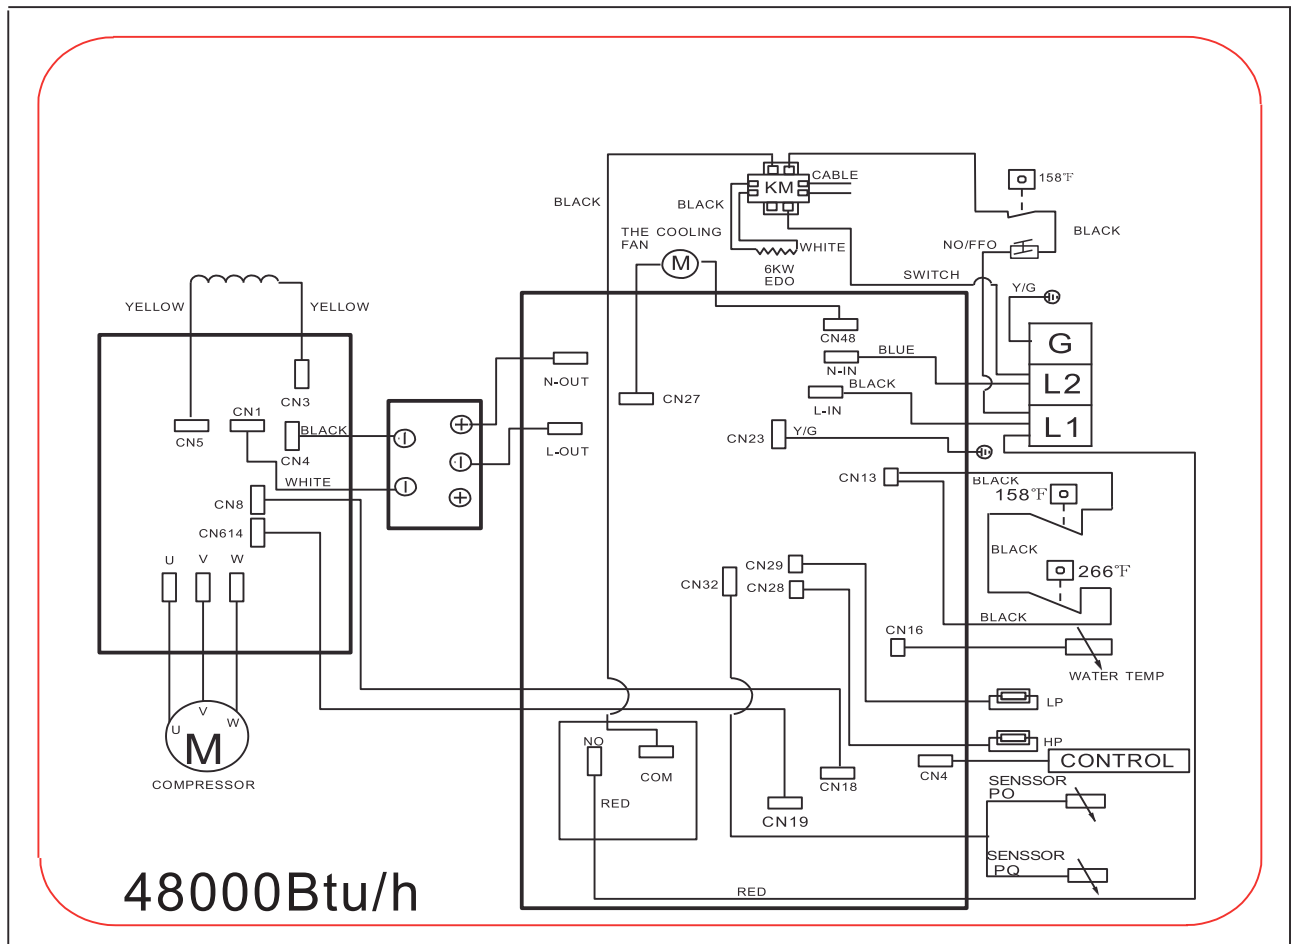 158℉
CABLE
KM
BLACK
BLACK
BLACK
THE COOLING
FAN
M
WHITE
6KW
EDO
NO/FFO
SWITCH
Y/G
YELLOW
YELLOW
CN48
G
BLUE
N-IN
N-OUT
L2
BLACK
CN3
CN27
CN1
L-IN
L1
CN5
BLACK
Y/G
CN23
L-OUT
CN4
WHITE
CN13
BLACK
158℉
CN8
CN614
BLACK
U
V
W
CN29
CN32
CN28
266℉
BLACK
CN16
WATER TEMP
LP
V
U
W
M
COMPRESSOR
NO
HP
COM
CN4
CONTROL
CN18
SENSSOR
PO
RED
CN19
SENSSOR
PQ
48000Btu/h
RED